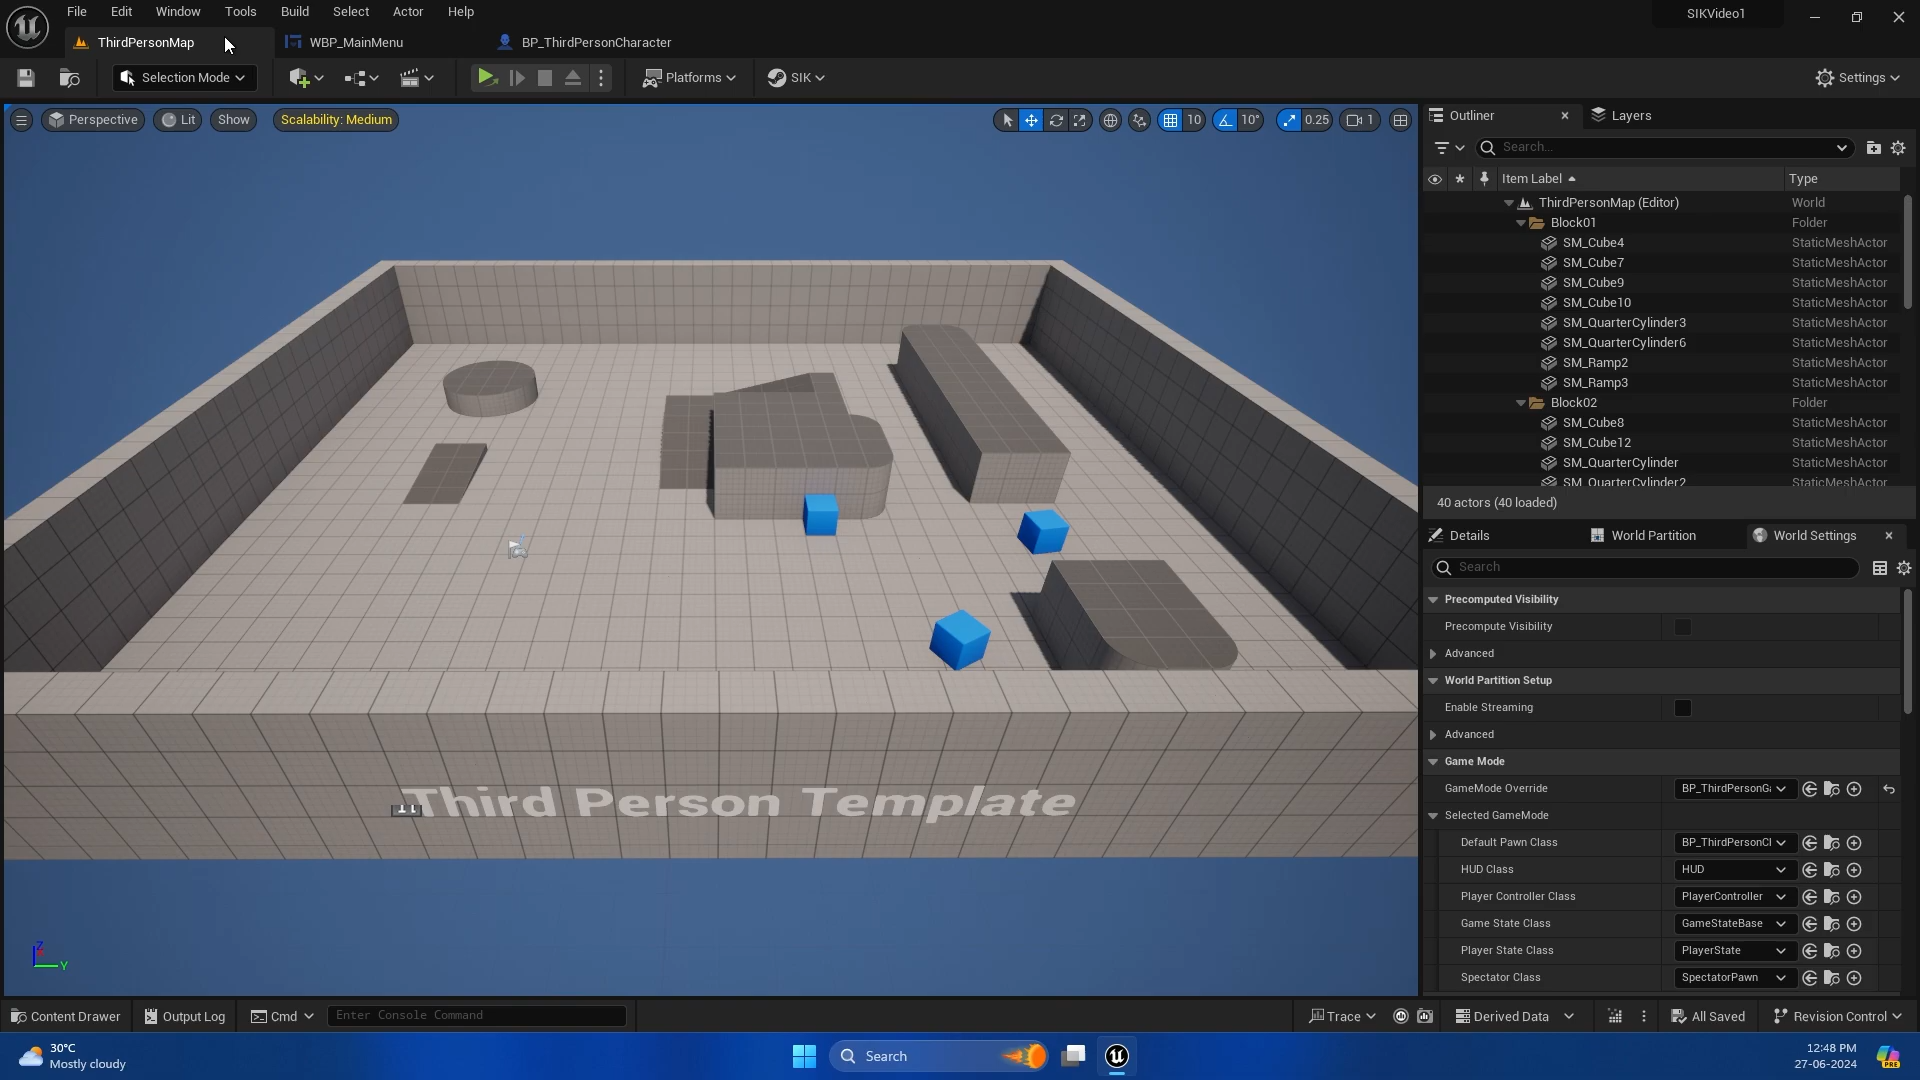 File Edit Window Tools Build Select Actor Help
SIKVideo1
ThirdPersonMap WBP_MainMenu BP_ThirdPersonCharacter
Selection Mode Platforms SIK Settings
Perspective Lit Show Scalability: Medium 10 10° 0.25 1
Outliner Layers
Search...
Item Label Type
ThirdPersonMap (Editor) World
Block01 Folder
SM_Cube4 StaticMeshActor
SM_Cube7 StaticMeshActor
SM_Cube9 StaticMeshActor
SM_Cube10 StaticMeshActor
SM_QuarterCylinder3 StaticMeshActor
SM_QuarterCylinder6 StaticMeshActor
SM_Ramp2 StaticMeshActor
SM_Ramp3 StaticMeshActor
Block02 Folder
SM_Cube8 StaticMeshActor
SM_Cube12 StaticMeshActor
SM_QuarterCylinder StaticMeshActor
SM_QuarterCylinder2 StaticMeshActor
40 actors (40 loaded)
Details World Partition World Settings
Search
Precomputed Visibility
Precompute Visibility
Advanced
World Partition Setup
Enable Streaming
Advanced
Game Mode
GameMode Override BP_ThirdPersonGa
Selected GameMode
Default Pawn Class BP_ThirdPersonCl
HUD Class HUD
Player Controller Class PlayerController
Game State Class GameStateBase
Player State Class PlayerState
Spectator Class SpectatorPawn
Third Person Template
Z
Y
Content Drawer Output Log Cmd Enter Console Command Trace Derived Data All Saved Revision Control
30°C
Mostly cloudy
Search
12:48 PM
27-06-2024
PRE